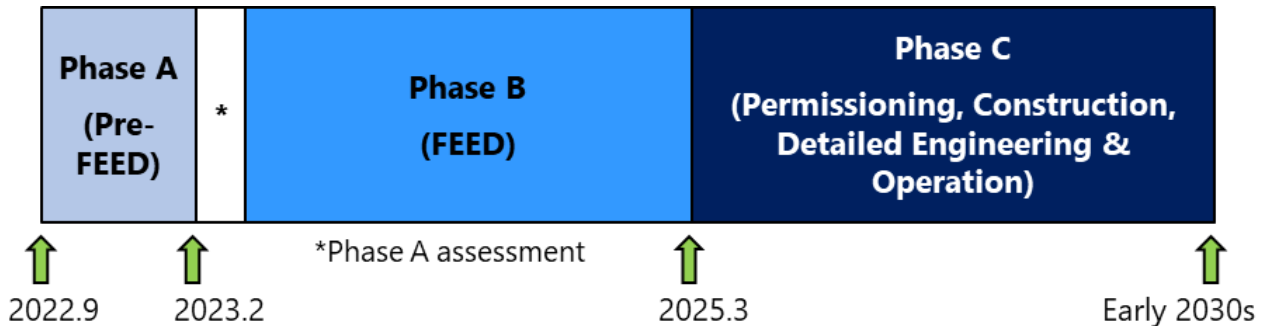 Phase A
(Pre-
FEED)
*
Phase B
(FEED)
Phase C
(Permissioning, Construction,
Detailed Engineering &
Operation)
*Phase A assessment
2022.9
2023.2
2025.3
Early 2030s